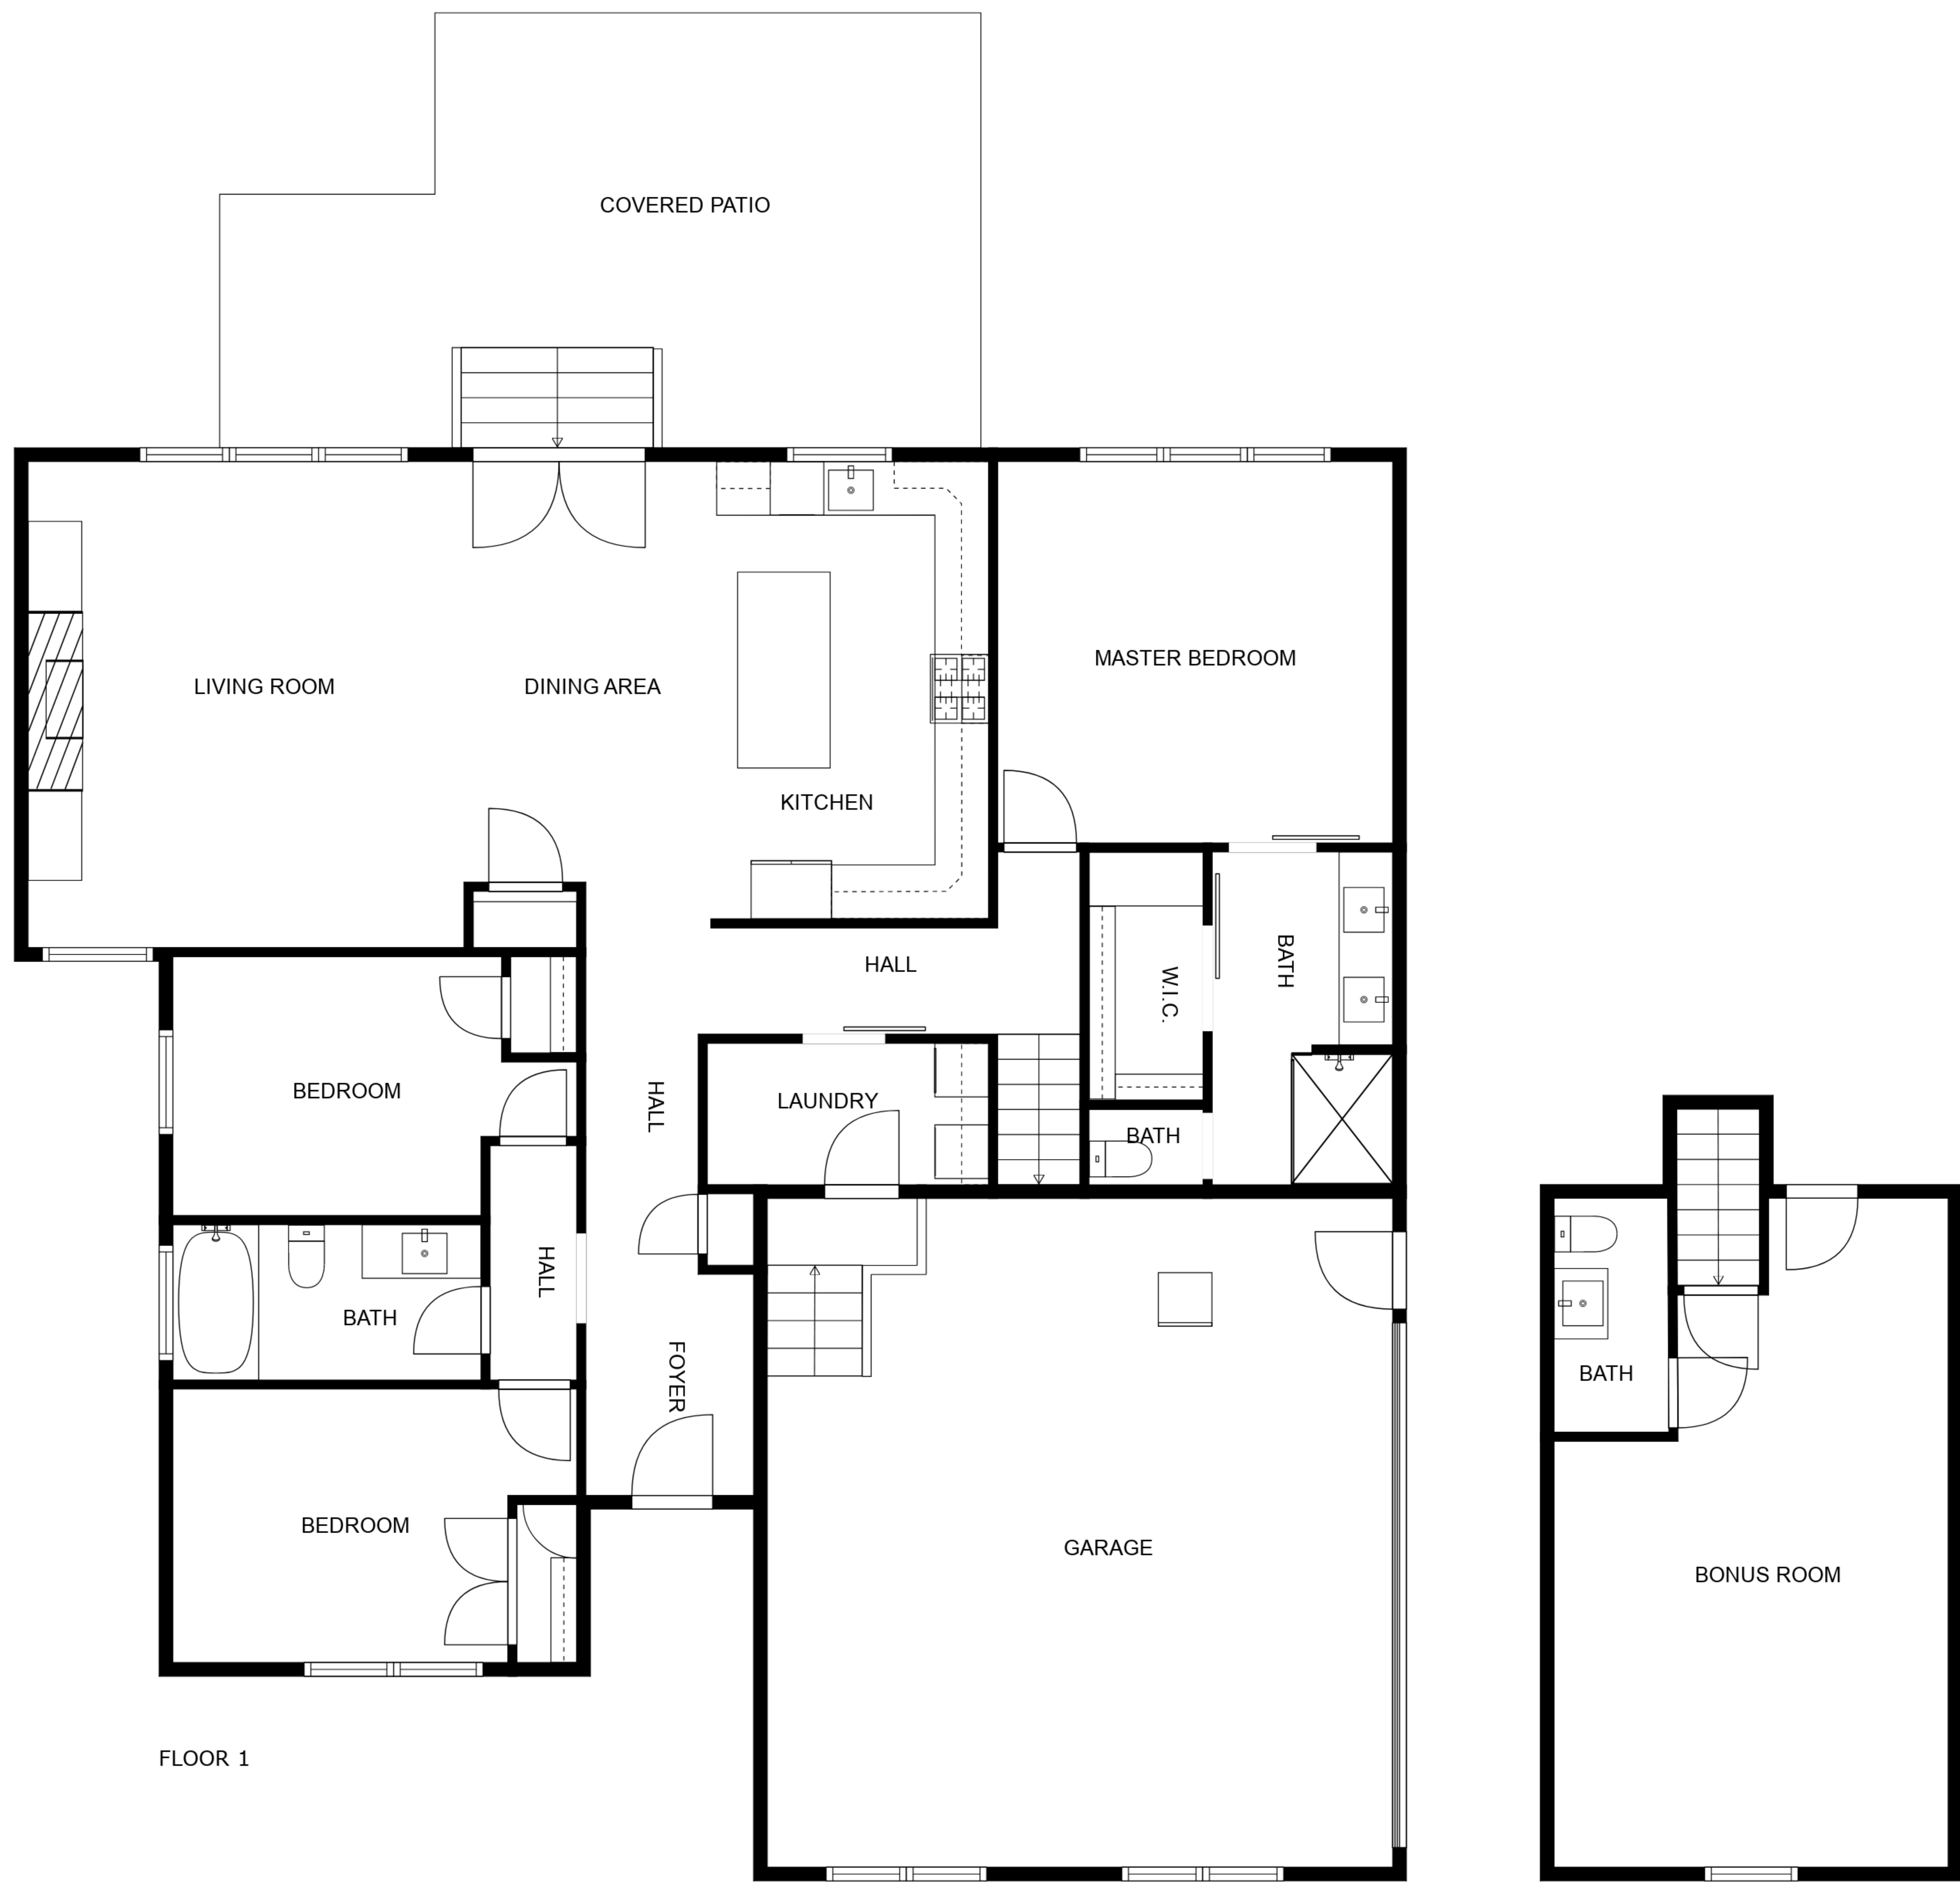 COVERED PATIO
LIVING ROOM
DINING AREA
MASTER BEDROOM
KITCHEN
HALL
BATH
W.I.C.
BEDROOM
HALL
LAUNDRY
BATH
HALL
BATH
FOYER
BATH
BEDROOM
GARAGE
BONUS ROOM
FLOOR 1